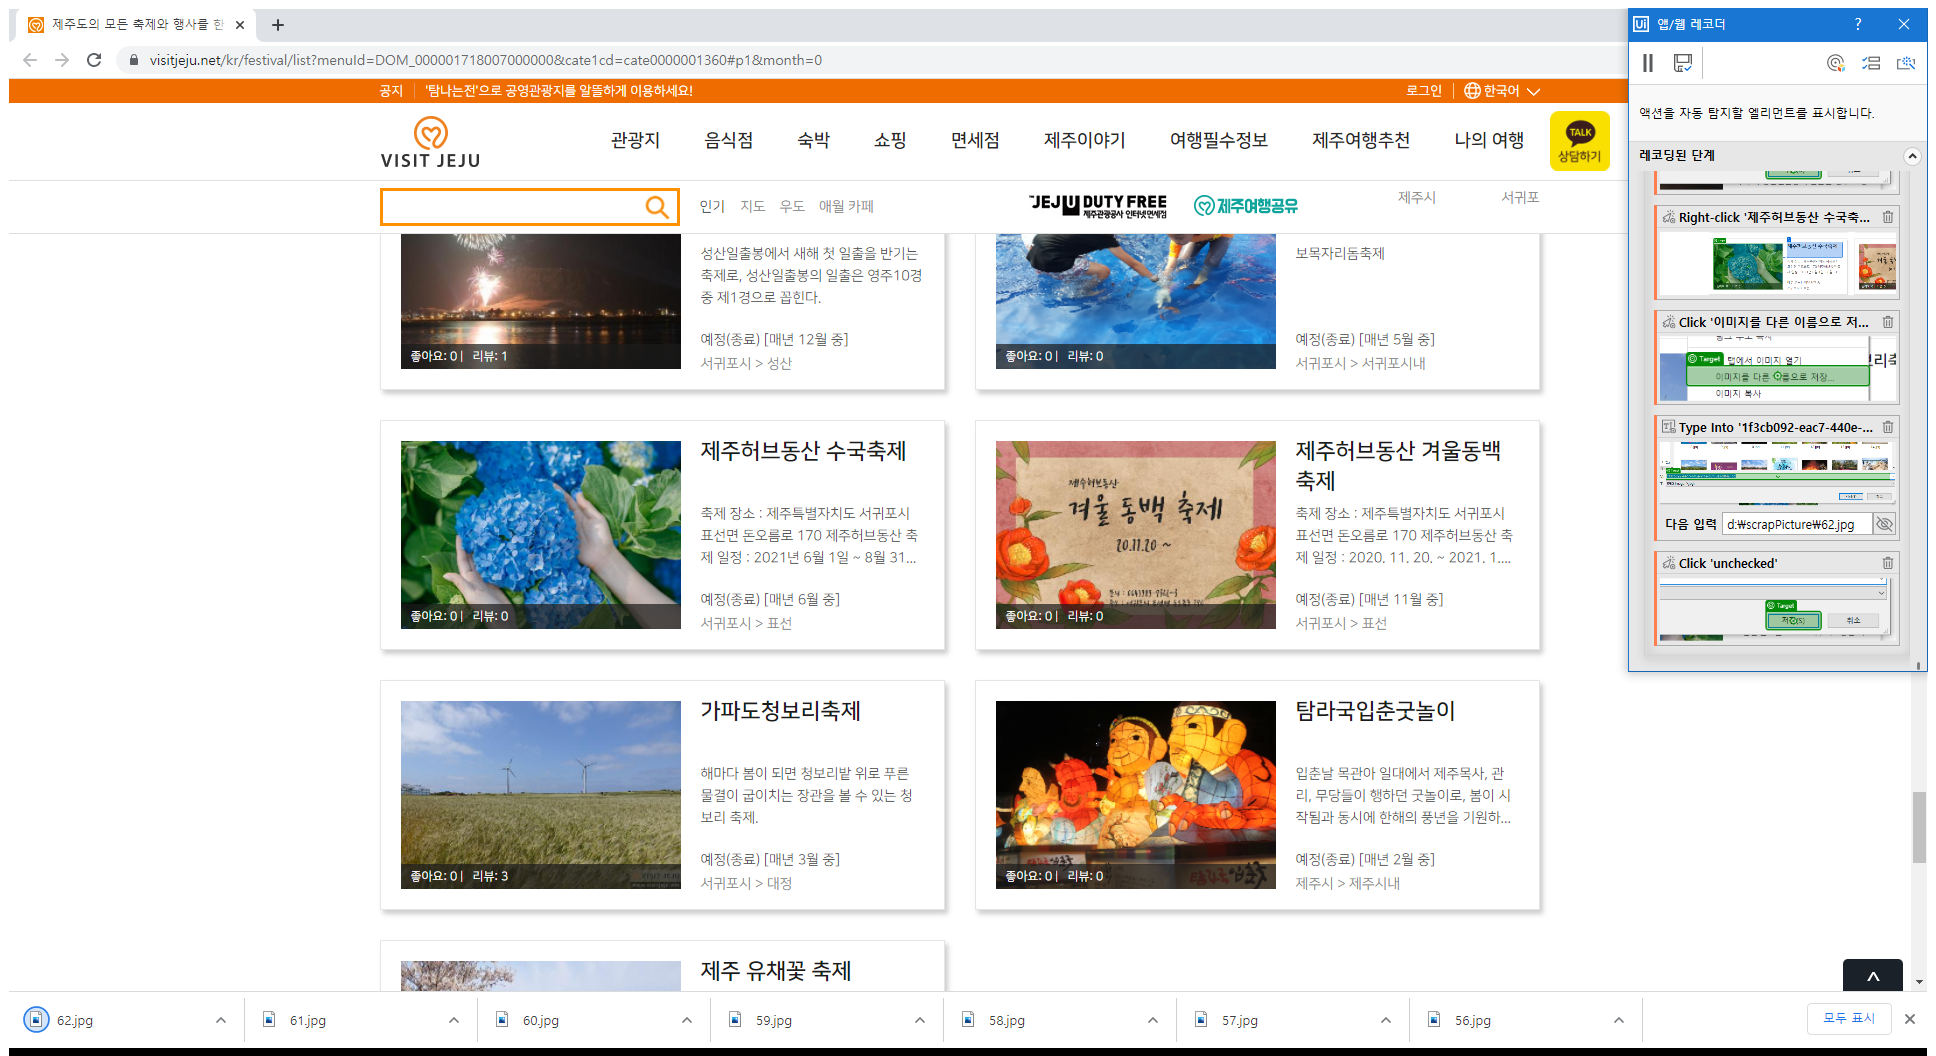 제주도의 모든 축제와 행사를 한
visitjeju.net/kr/festival/list?menuId=DOM_000001718007000000&cate1cd=cate0000001360#p1&month=0
공지 '탐나는전'으로 공영관광지를 알뜰하게 이용하세요!
로그인 한국어
VISIT JEJU
관광지 음식점 숙박 쇼핑 면세점 제주이야기 여행필수정보 제주여행추천 나의 여행
TALK
상담하기
인기 지도 우도 애월 카페
JEJU DUTY FREE
제주관광공사 인터넷면세점
제주여행공유
제주시 서귀포
성산일출봉에서 새해 첫 일출을 반기는
축제로, 성산일출봉의 일출은 영주10경
중 제1경으로 꼽힌다.
예정(종료) [매년 12월 중]
서귀포시 > 성산
좋아요: 0 | 리뷰: 1
보목자리돔축제
예정(종료) [매년 5월 중]
서귀포시 > 서귀포시내
좋아요: 0 | 리뷰: 0
제주허브동산 수국축제
축제 장소 : 제주특별자치도 서귀포시
표선면 돈오름로 170 제주허브동산 축
제 일정 : 2021년 6월 1일 ~ 8월 31...
예정(종료) [매년 6월 중]
서귀포시 > 표선
좋아요: 0 | 리뷰: 0
제주허브동산
겨울 동백 축제
20.11.20 ~
제주허브동산 겨울동백
축제
축제 장소 : 제주특별자치도 서귀포시
표선면 돈오름로 170 제주허브동산 축
제 일정 : 2020. 11. 20. ~ 2021. 1....
예정(종료) [매년 11월 중]
서귀포시 > 표선
좋아요: 0 | 리뷰: 0
가파도청보리축제
해마다 봄이 되면 청보리밭 위로 푸른
물결이 굽이치는 장관을 볼 수 있는 청
보리 축제.
예정(종료) [매년 3월 중]
서귀포시 > 대정
좋아요: 0 | 리뷰: 3
VISIT JEJU
탐라국입춘굿놀이
입춘날 목관아 일대에서 제주목사, 관
리, 무당들이 행하던 굿놀이로, 봄이 시
작됨과 동시에 한해의 풍년을 기원하...
예정(종료) [매년 2월 중]
제주시 > 제주시내
좋아요: 0 | 리뷰: 0
제주 유채꽃 축제
Ui 앱/웹 레코더 ?
액션을 자동 탐지할 엘리먼트를 표시합니다.
레코딩된 단계
Right-click '제주허브동산 수국축...
Click '이미지를 다른 이름으로 저...
탭에서 이미지 열기
Target
이미지를 다른 이름으로 저장...
이미지 복사
Type Into '1f3cb092-eac7-440e-...
다음 입력 d:₩scrapPicture₩62.jpg
Click 'unchecked'
Target
저장(S) 취소
62.jpg 61.jpg 60.jpg 59.jpg 58.jpg 57.jpg 56.jpg
모두 표시